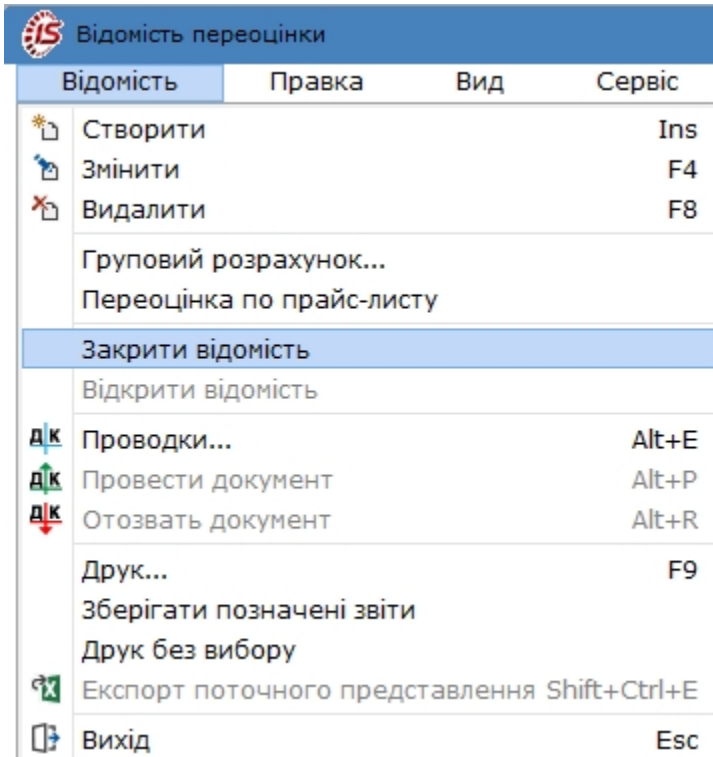 iS Відомість переоцінки
Відомість Правка Вид Сервіс
Створити Ins
Змінити F4
Видалити F8
Груповий розрахунок...
Переоцінка по прайс-листу
Закрити відомість
Відкрити відомість
Д К Проводки... Alt+E
Д К Провести документ Alt+P
Д К Отозвать документ Alt+R
Друк... F9
Зберігати позначені звіти
Друк без вибору
X Експорт поточного представлення Shift+Ctrl+E
Вихід Esc